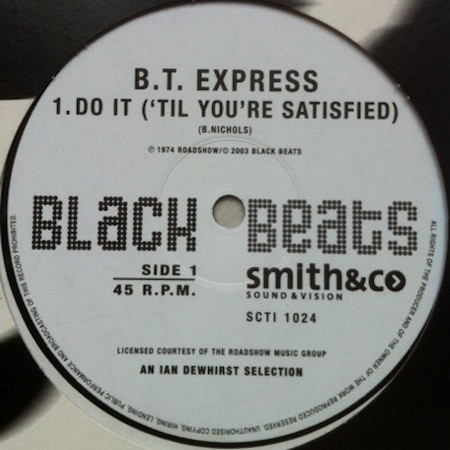 B.T. EXPRESS
1. DO IT ('TIL YOU'RE SATISFIED)
(B.NICHOLS)
℗ 1974 ROADSHOW/© 2003 BLACK BEATS
BLACK BEATS
SIDE 1
45 R.P.M.
smith&co
SOUND & VISION
SCTI 1024
LICENSED COURTESY OF THE ROADSHOW MUSIC GROUP
AN IAN DEWHIRST SELECTION
ALL RIGHTS OF THE PRODUCER AND OF THE OWNER OF THE WORK REPRODUCED RESERVED. UNAUTHORISED COPYING, HIRING, LENDING, PUBLIC PERFORMANCE AND BROADCASTING OF THIS RECORD PROHIBITED.